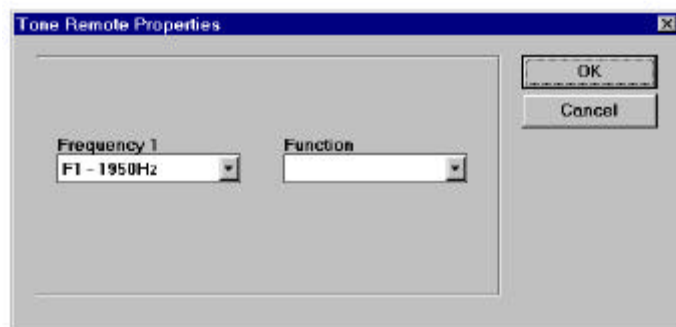 Tone Remote Properties
OK
Cancel
Frequency 1
Function
F1 - 1950Hz